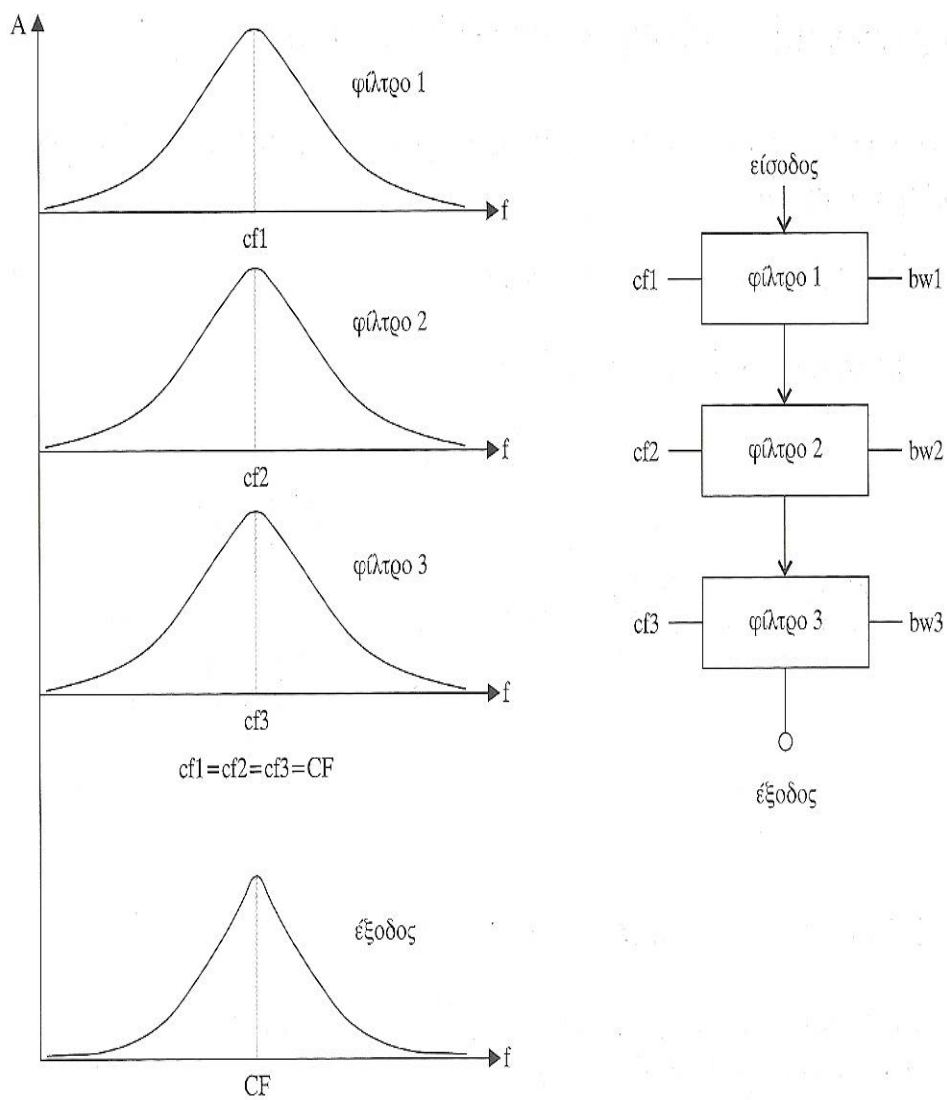 A
φίλτρο 1
f
cf1
φίλτρο 2
f
cf2
φίλτρο 3
f
cf3
cf1=cf2=cf3=CF
έξοδος
f
CF
είσοδος
cf1
φίλτρο 1
bw1
cf2
φίλτρο 2
bw2
cf3
φίλτρο 3
bw3
έξοδος